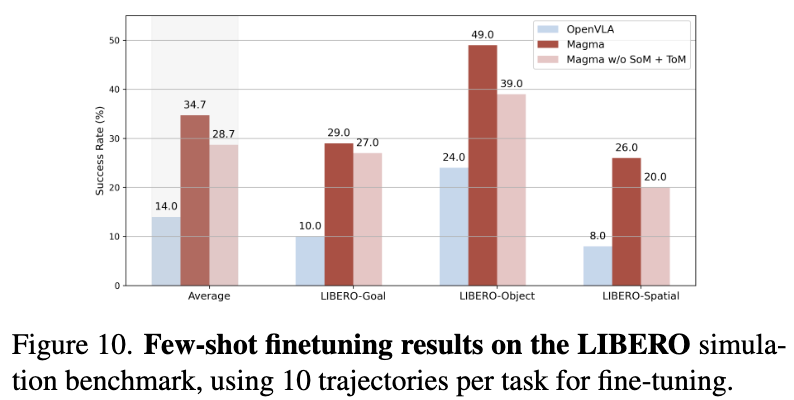 OpenVLA
Magma
Magma w/o SoM + ToM
Success Rate (%)
50
40
30
20
10
0
14.0
34.7
28.7
10.0
29.0
27.0
24.0
49.0
39.0
8.0
26.0
20.0
Average
LIBERO-Goal
LIBERO-Object
LIBERO-Spatial
Figure 10. Few-shot finetuning results on the LIBERO simula-
tion benchmark, using 10 trajectories per task for fine-tuning.